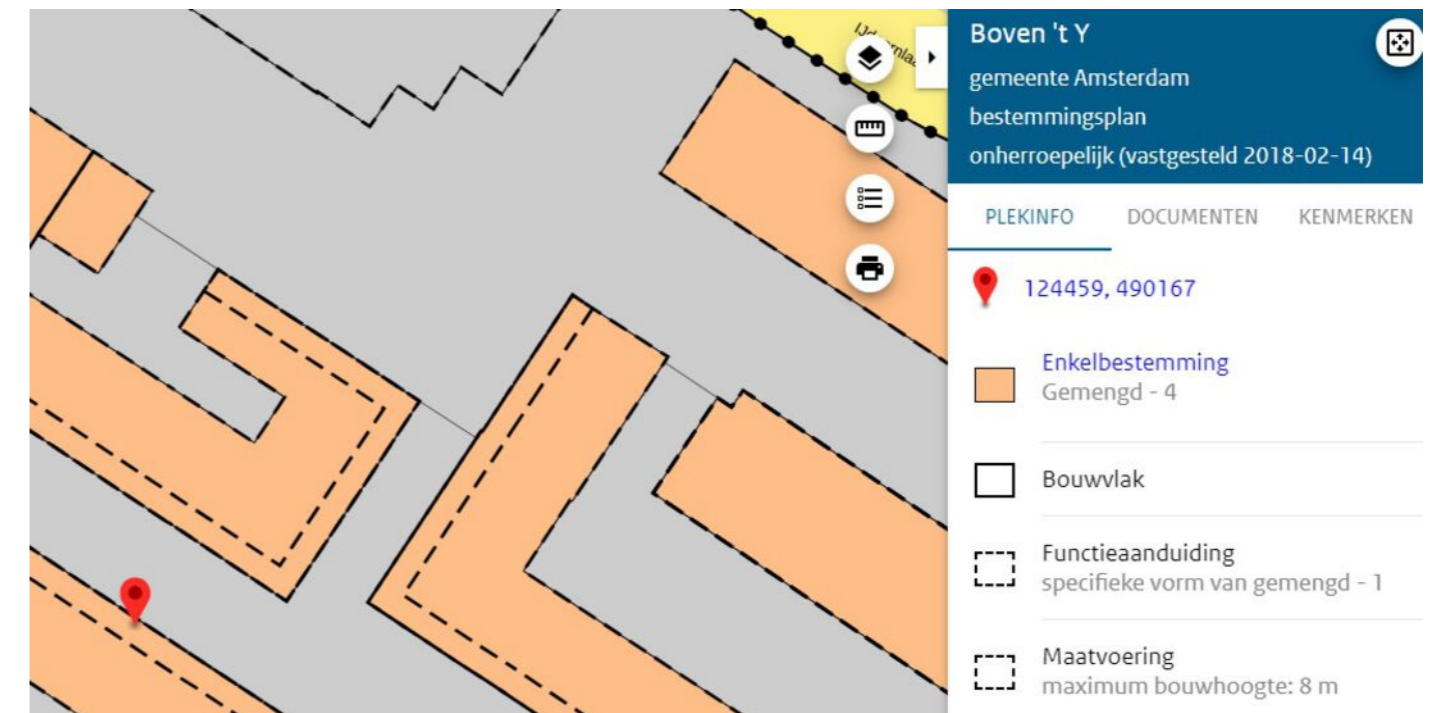 Boven 't Y
gemeente Amsterdam
bestemmingsplan
onherroepelijk (vastgesteld 2018-02-14)
PLEKINFO DOCUMENTEN KENMERKEN
124459, 490167
Enkelbestemming
Gemengd - 4
Bouwvlak
Functieaanduiding
specifieke vorm van gemengd - 1
Maatvoering
maximum bouwhoogte: 8 m